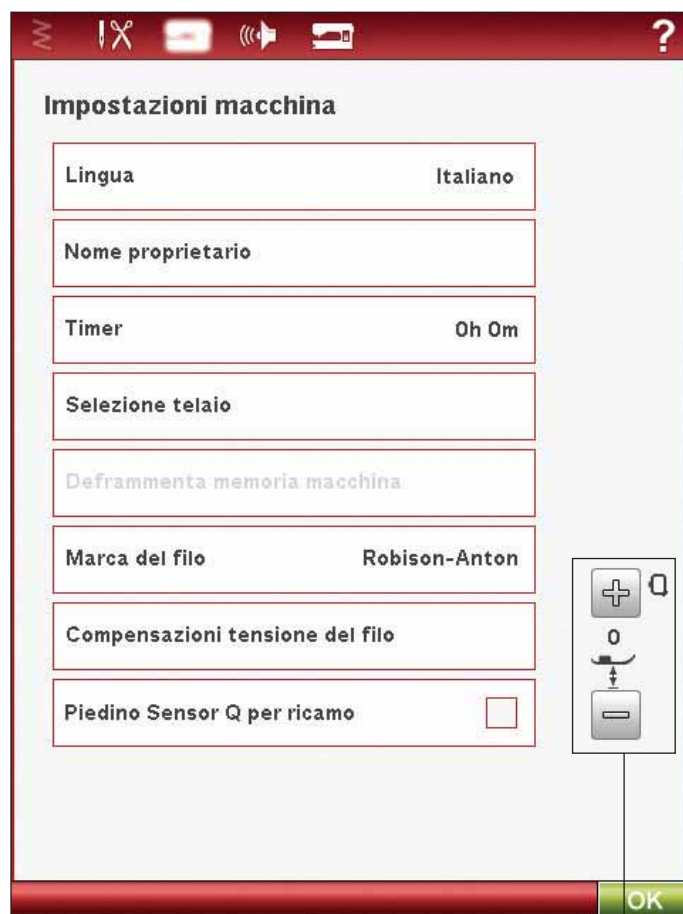 ?
Impostazioni macchina
Lingua Italiano
Nome proprietario
Timer 0h 0m
Selezione telaio
Deframmenta memoria macchina
Marca del filo Robison-Anton
Compensazioni tensione del filo
0
Piedino Sensor Q per ricamo
OK